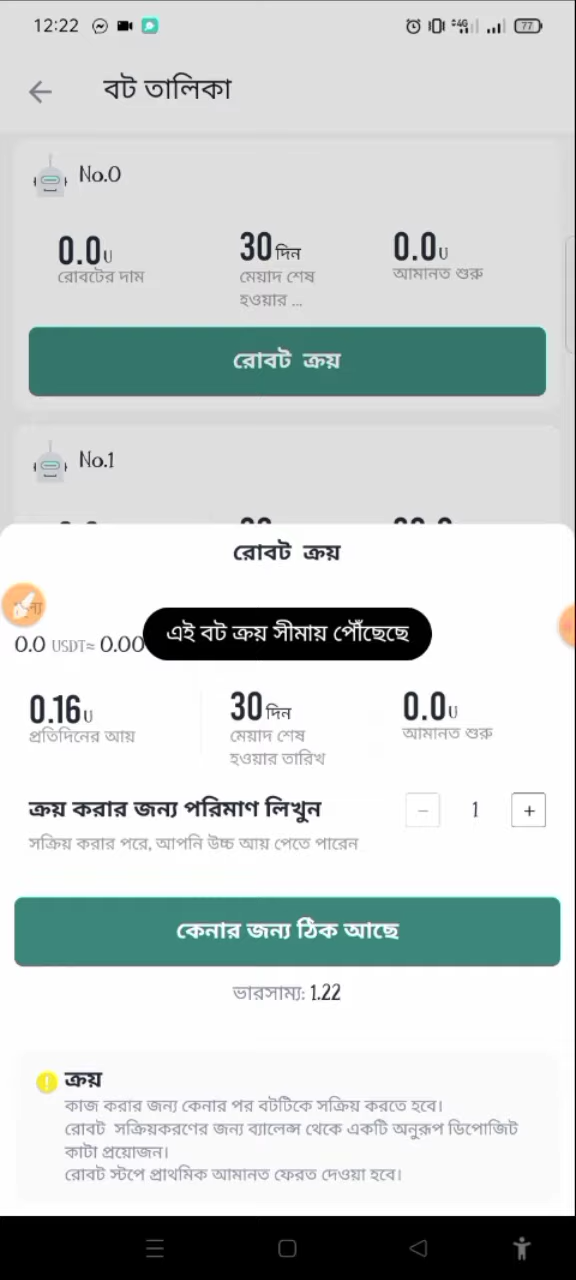 12:22
77
বট তালিকা
No.0
0.0U
30 দিন
0.0U
রোবটের দাম
মেয়াদ শেষ
হওয়ার ...
আমানত শুরু
রোবট ক্রয়
No.1
রোবট ক্রয়
এই বট ক্রয় সীমায় পৌঁছেছে
0.0 USDT≈ 0.00
0.16U
30 দিন
0.0U
প্রতিদিনের আয়
মেয়াদ শেষ
হওয়ার তারিখ
আমানত শুরু
ক্রয় করার জন্য পরিমাণ লিখুন
− 1 +
সক্রিয় করার পরে, আপনি উচ্চ আয় পেতে পারেন
কেনার জন্য ঠিক আছে
ভারসাম্য: 1.22
ক্রয়
কাজ করার জন্য কেনার পর বটটিকে সক্রিয় করতে হবে।
রোবট সক্রিয়করণের জন্য ব্যালেন্স থেকে একটি অনুরূপ ডিপোজিট
কাটা প্রয়োজন।
রোবট স্টপে প্রাথমিক আমানত ফেরত দেওয়া হবে।